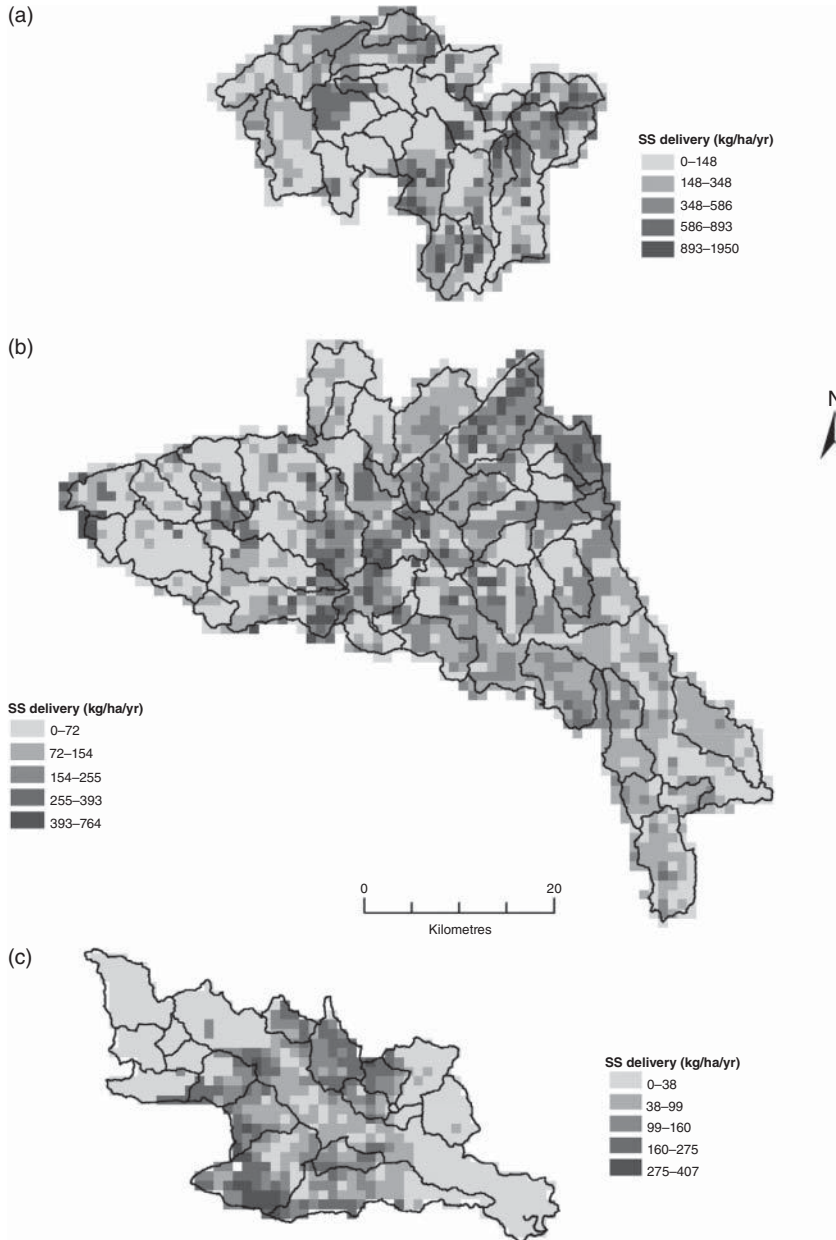 (a)
SS delivery (kg/ha/yr)
0–148
148–348
348–586
586–893
893–1950
(b)
N
SS delivery (kg/ha/yr)
0–72
72–154
154–255
255–393
393–764
0 20
Kilometres
(c)
SS delivery (kg/ha/yr)
0–38
38–99
99–160
160–275
275–407